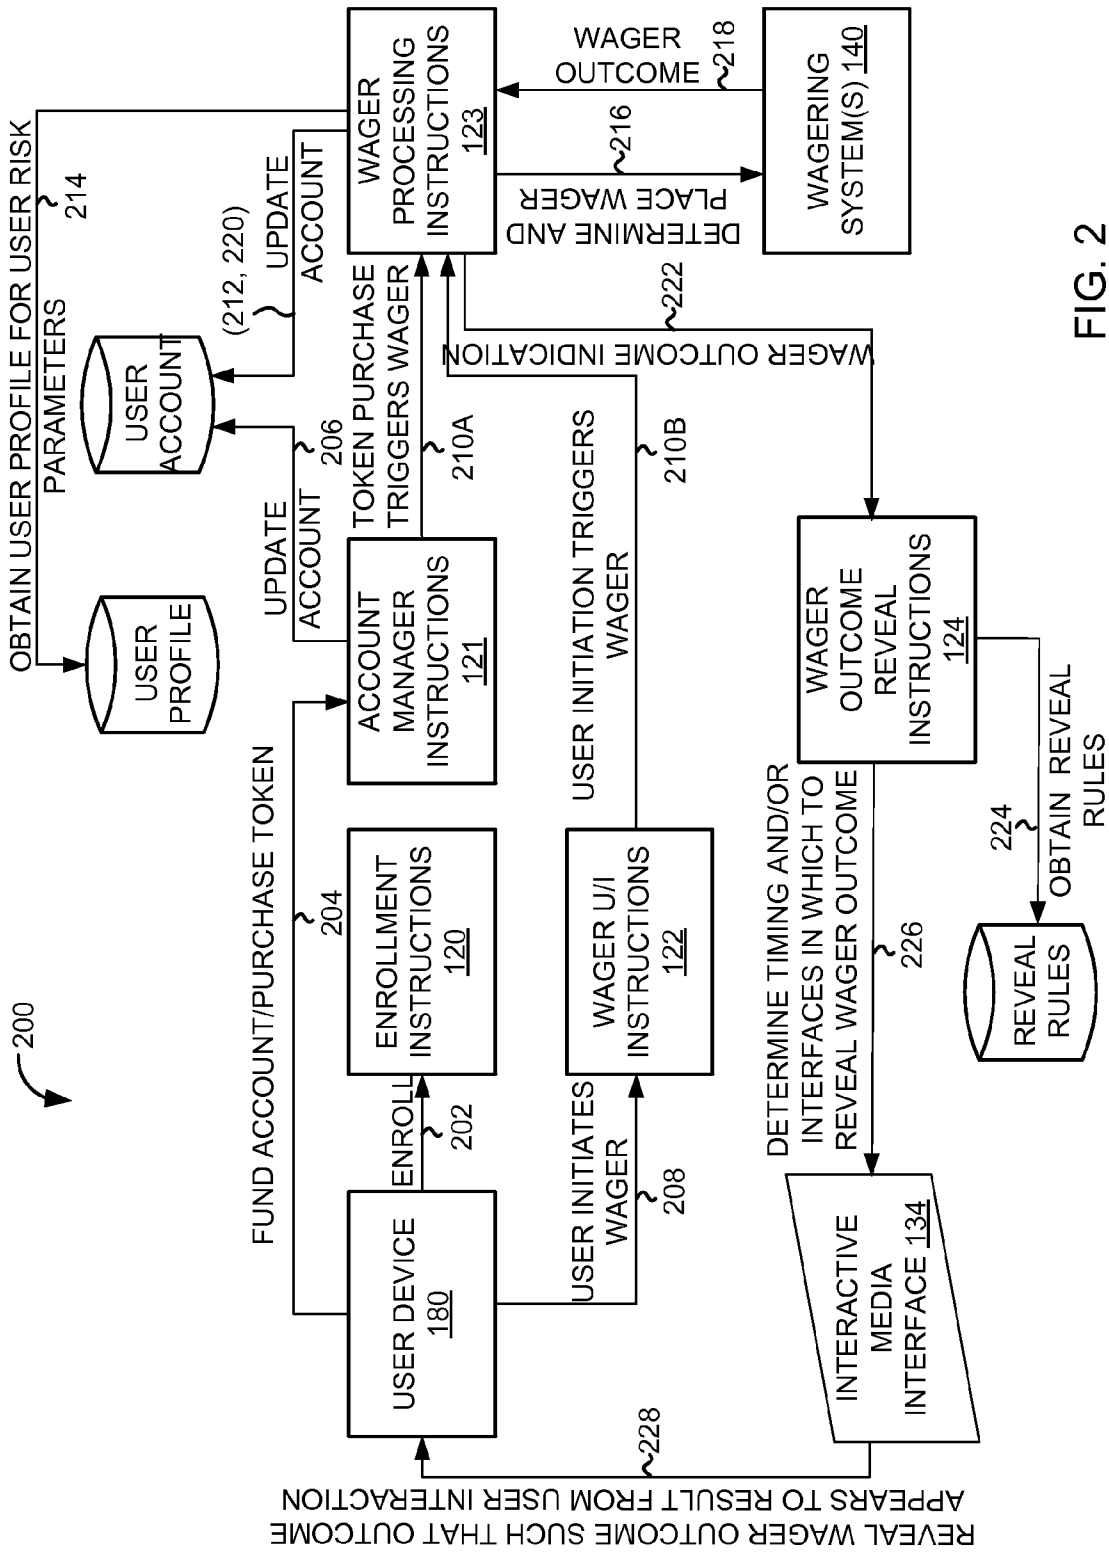 200
OBTAIN USER PROFILE FOR USER RISK
PARAMETERS
214
USER
PROFILE
USER
ACCOUNT
(212, 220)
UPDATE
ACCOUNT
206
UPDATE
ACCOUNT
FUND ACCOUNT/PURCHASE TOKEN
204
USER DEVICE
180
ENROLL
202
ENROLLMENT
INSTRUCTIONS
120
ACCOUNT
MANAGER
INSTRUCTIONS
121
TOKEN PURCHASE
TRIGGERS WAGER
210A
WAGER
PROCESSING
INSTRUCTIONS
123
USER INITIATES
WAGER
208
WAGER U/I
INSTRUCTIONS
122
USER INITIATION TRIGGERS
WAGER
210B
WAGER OUTCOME INDICATION
222
DETERMINE AND
PLACE WAGER
216
WAGER
OUTCOME
218
WAGERING
SYSTEM(S) 140
WAGER
OUTCOME
REVEAL
INSTRUCTIONS
124
DETERMINE TIMING AND/OR
INTERFACES IN WHICH TO
REVEAL WAGER OUTCOME
226
224
OBTAIN REVEAL
RULES
REVEAL
RULES
INTERACTIVE
MEDIA
INTERFACE 134
228
REVEAL WAGER OUTCOME SUCH THAT OUTCOME
APPEARS TO RESULT FROM USER INTERACTION
FIG. 2